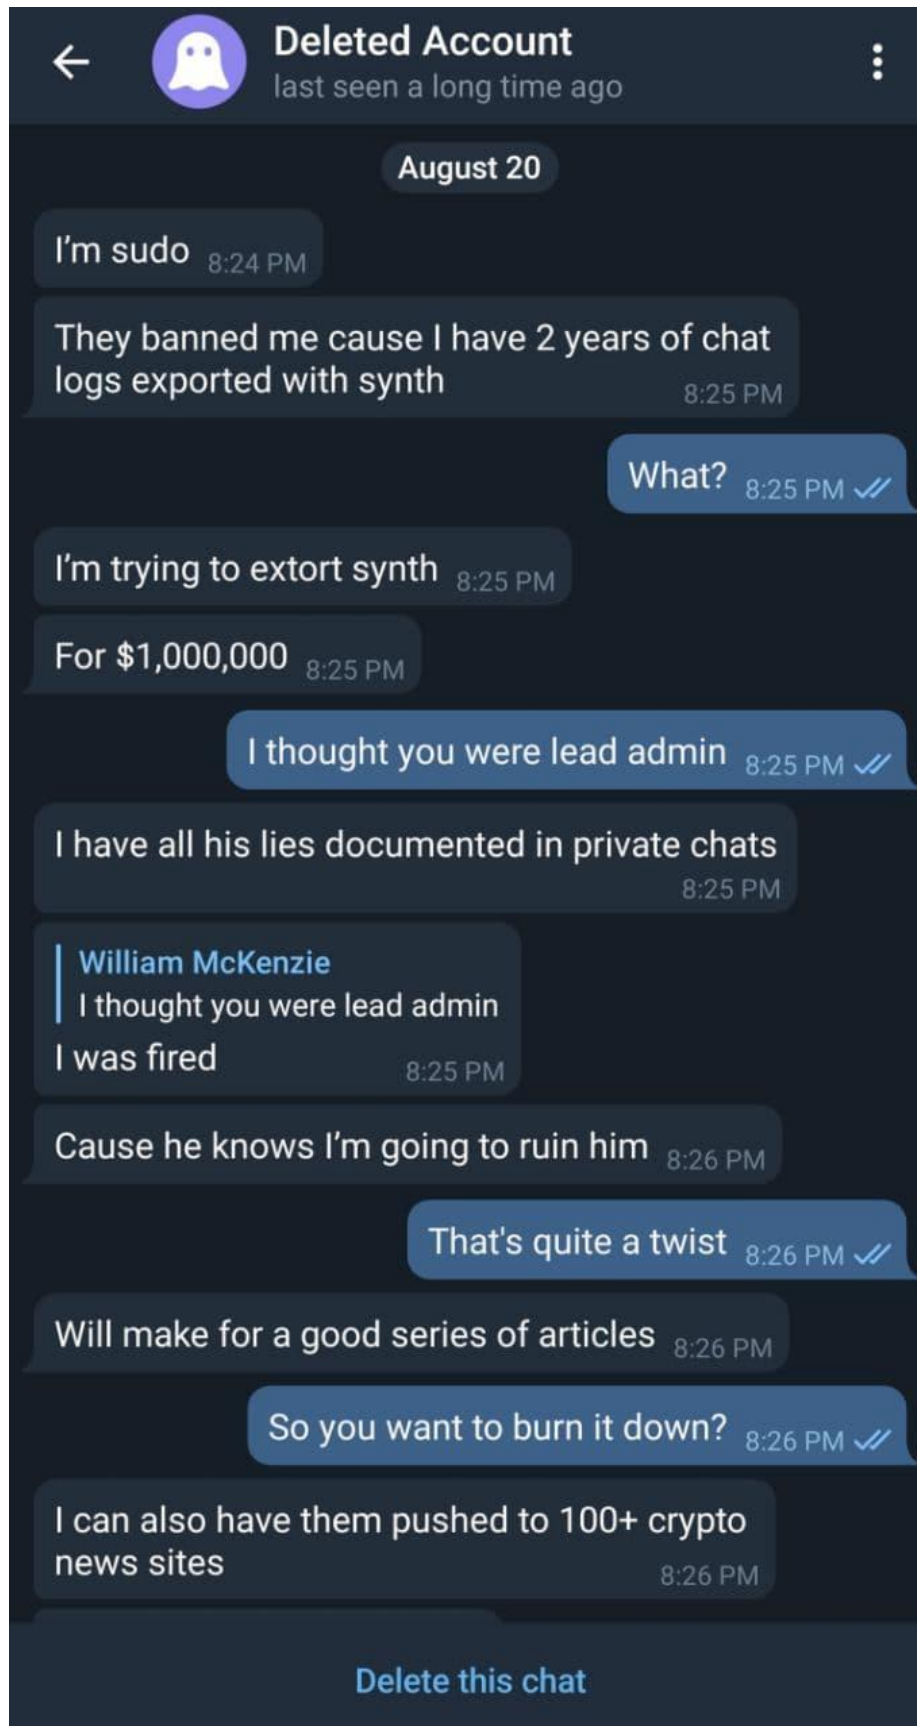 Deleted Account
last seen a long time ago
August 20
I'm sudo 8:24 PM
They banned me cause I have 2 years of chat
logs exported with synth 8:25 PM
What? 8:25 PM
I'm trying to extort synth 8:25 PM
For $1,000,000 8:25 PM
I thought you were lead admin 8:25 PM
I have all his lies documented in private chats
8:25 PM
William McKenzie
I thought you were lead admin
I was fired 8:25 PM
Cause he knows I'm going to ruin him 8:26 PM
That's quite a twist 8:26 PM
Will make for a good series of articles 8:26 PM
So you want to burn it down? 8:26 PM
I can also have them pushed to 100+ crypto
news sites 8:26 PM
Delete this chat